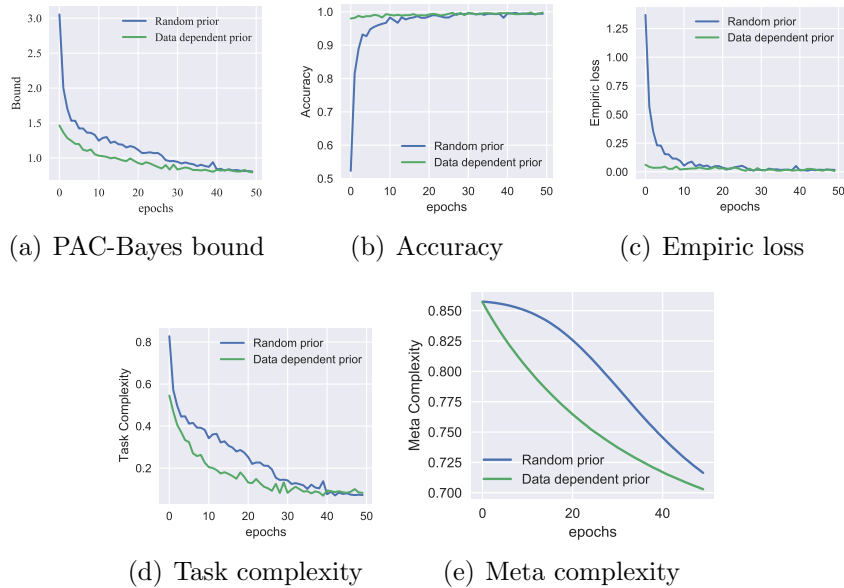 3.0
2.5
2.0
1.5
1.0
Bound
Random prior
Data dependent prior
0 10 20 30 40 50
epochs
(a) PAC-Bayes bound
1.0
0.9
0.8
0.7
0.6
0.5
Accuracy
Random prior
Data dependent prior
0 10 20 30 40 50
epochs
(b) Accuracy
1.25
1.00
0.75
0.50
0.25
0.00
Empiric loss
Random prior
Data dependent prior
0 10 20 30 40 50
epochs
(c) Empiric loss
0.8
0.6
0.4
0.2
Task Complexity
Random prior
Data dependent prior
0 10 20 30 40 50
epochs
(d) Task complexity
0.850
0.825
0.800
0.775
0.750
0.725
0.700
Meta Complexity
Random prior
Data dependent prior
0 20 40
epochs
(e) Meta complexity